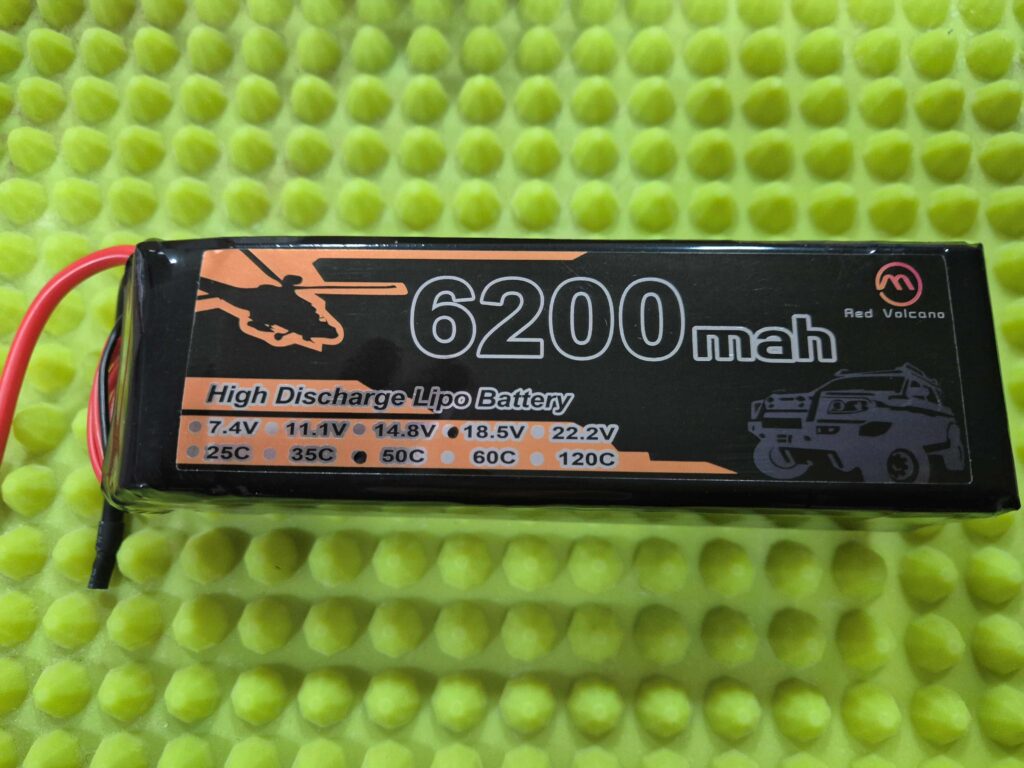 6200mah
Red Volcano
High Discharge Lipo Battery
7.4V 11.1V 14.8V 18.5V 22.2V
25C 35C 50C 60C 120C